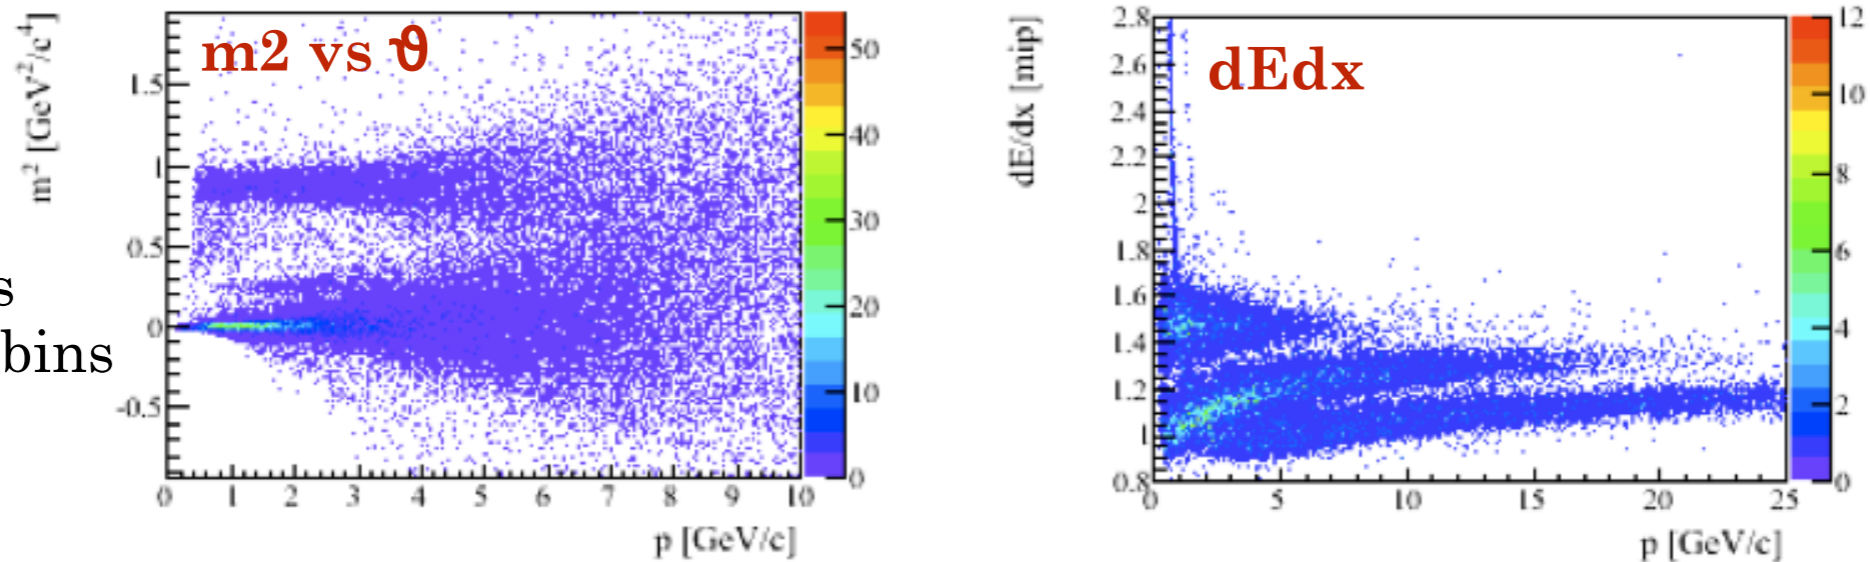 m2 vs ϑ
m² [GeV²/c⁴]
1.5
1
0.5
0
-0.5
0 1 2 3 4 5 6 7 8 9 10
p [GeV/c]
50
40
30
20
10
0
s
bins
dEdx
dE/dx [mip]
2.8
2.6
2.4
2.2
2
1.8
1.6
1.4
1.2
1
0.8
0 5 10 15 20 25
p [GeV/c]
12
10
8
6
4
2
0